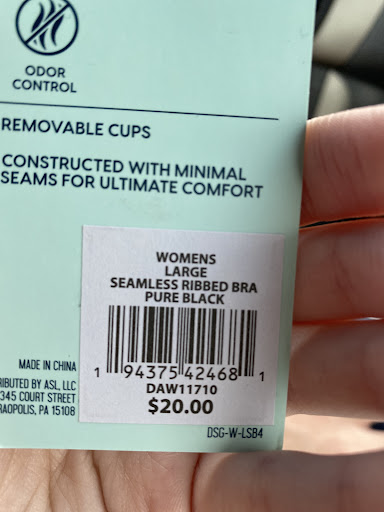 ODOR
CONTROL
REMOVABLE CUPS
CONSTRUCTED WITH MINIMAL
SEAMS FOR ULTIMATE COMFORT
WOMENS
LARGE
SEAMLESS RIBBED BRA
PURE BLACK
1 94375 42468 1
DAW11710
$20.00
MADE IN CHINA
RIBUTED BY ASL, LLC
345 COURT STREET
RAOPOLIS, PA 15108
DSG-W-LSB4